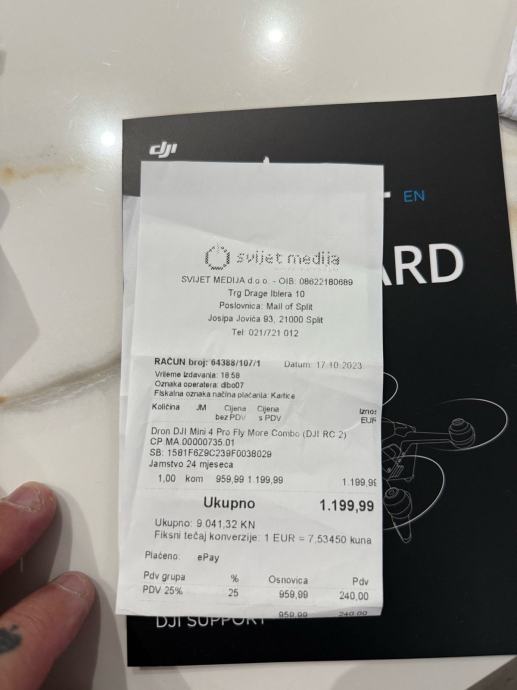 dji
EN
ARD
svijet medija
SVIJET MEDIJA d.o.o. - OIB: 08622180689
Trg Drage Iblera 10
Poslovnica: Mall of Split
Josipa Jovića 93, 21000 Split
Tel: 021/721 012
RAČUN broj: 64388/107/1 Datum: 17.10.2023
Vrijeme izdavanja: 18:58
Oznaka operatera: dlbo07
Fiskalna oznaka načina plaćanja: Kartice
Količina JM Cijena Cijena Iznos
bez PDV s PDV EUR
Dron DJI Mini 4 Pro Fly More Combo (DJI RC 2)
CP.MA.00000735.01
SB: 1581F6Z9C239F0038029
Jamstvo 24 mjeseca
1,00 kom 959,99 1.199,99 1.199,99
Ukupno 1.199,99
Ukupno: 9.041,32 KN
Fiksni tečaj konverzije: 1 EUR = 7,53450 kuna
Plaćeno: ePay
Pdv grupa % Osnovica Pdv
PDV 25% 25 959,99 240,00
959,99 240,00
DJI SUPPORT